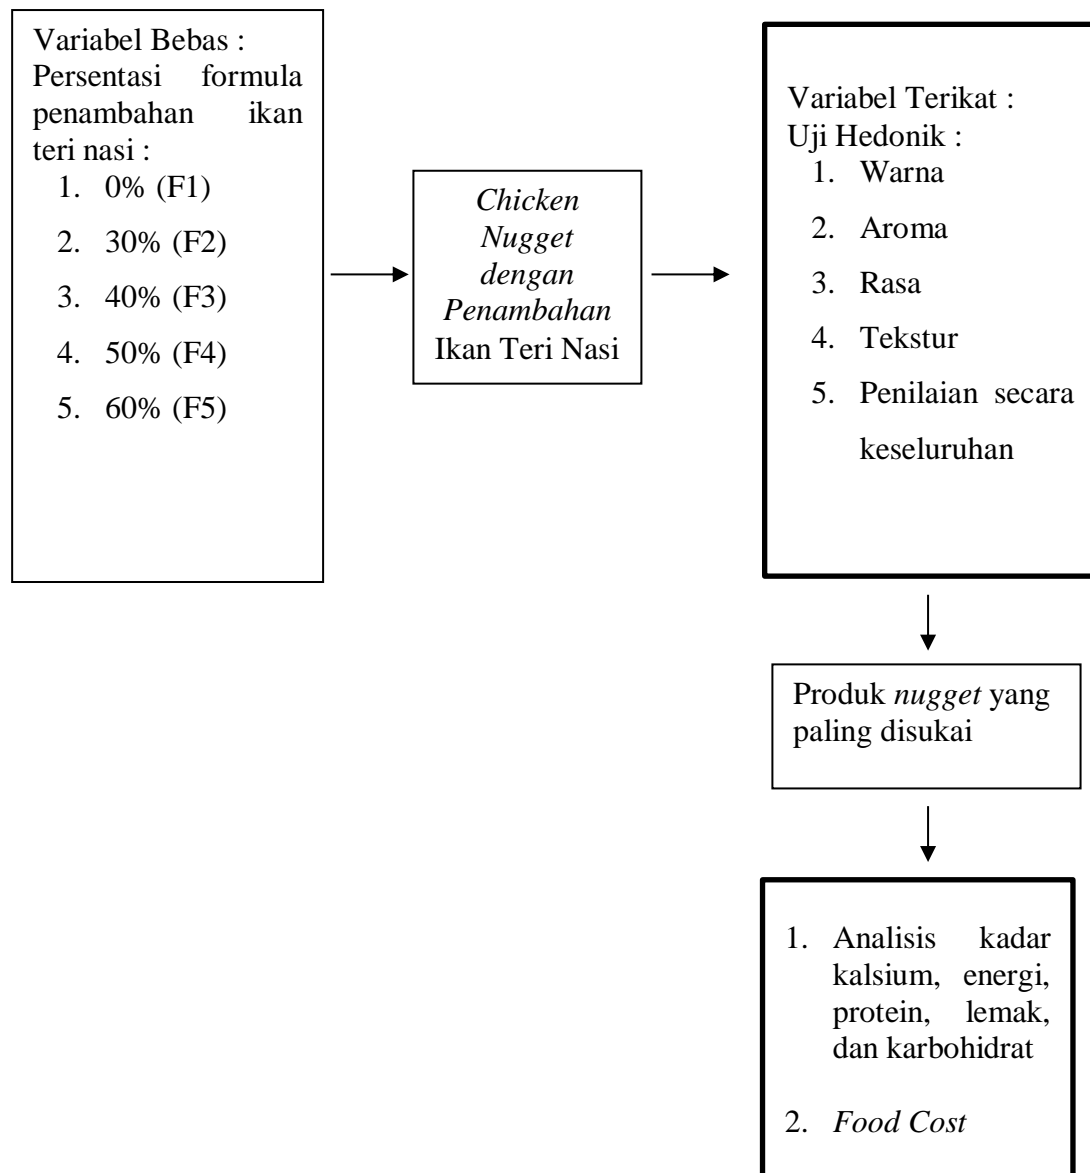 Variabel Bebas :
Persentasi formula
penambahan ikan
teri nasi :
1. 0% (F1)
2. 30% (F2)
3. 40% (F3)
4. 50% (F4)
5. 60% (F5)
Chicken
Nugget
dengan
Penambahan
Ikan Teri Nasi
Variabel Terikat :
Uji Hedonik :
1. Warna
2. Aroma
3. Rasa
4. Tekstur
5. Penilaian secara
keseluruhan
Produk nugget yang
paling disukai
1. Analisis kadar
kalsium, energi,
protein, lemak,
dan karbohidrat
2. Food Cost